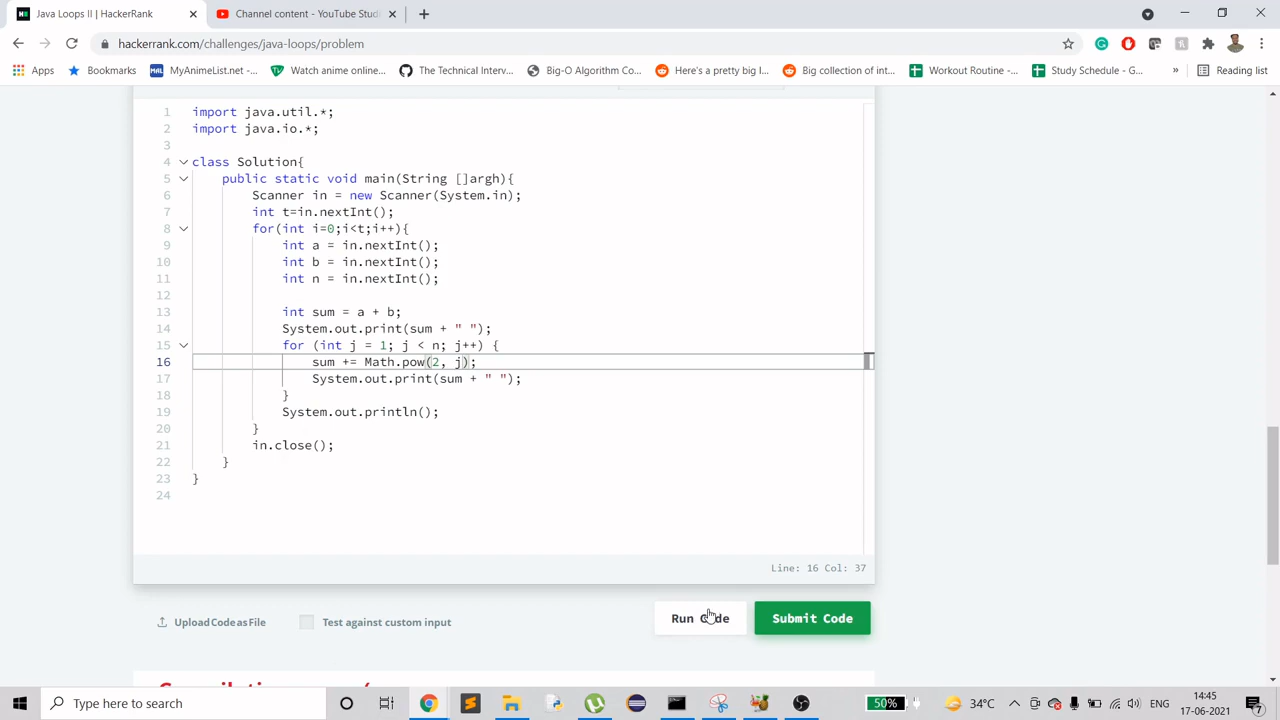 Java Loops II | HackerRank
Channel content - YouTube Stud
hackerrank.com/challenges/java-loops/problem
Apps
Bookmarks
MyAnimeList.net -...
Watch anime online...
The Technical Interv...
Big-O Algorithm Co...
Here's a pretty big l...
Big collection of int...
Workout Routine -...
Study Schedule - G...
»
Reading list
1 import java.util.*;
2 import java.io.*;
3
4 class Solution{
5 public static void main(String []argh){
6 Scanner in = new Scanner(System.in);
7 int t=in.nextInt();
8 for(int i=0;i<t;i++){
9 int a = in.nextInt();
10 int b = in.nextInt();
11 int n = in.nextInt();
12
13 int sum = a + b;
14 System.out.print(sum + " ");
15 for (int j = 1; j < n; j++) {
16 sum += Math.pow(2, j);
17 System.out.print(sum + " ");
18 }
19 System.out.println();
20 }
21 in.close();
22 }
23 }
24
Line: 16 Col: 37
Upload Code as File
Test against custom input
Run Code
Submit Code
Type here to search
50%
34°C
ENG
14:45
17-06-2021
7